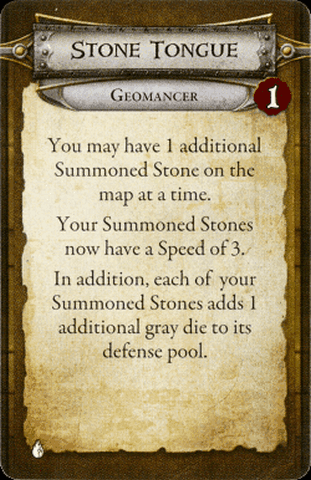 STONE TONGUE
GEOMANCER
1
You may have 1 additional
Summoned Stone on the
map at a time.
Your Summoned Stones
now have a Speed of 3.
In addition, each of your
Summoned Stones adds 1
additional gray die to its
defense pool.